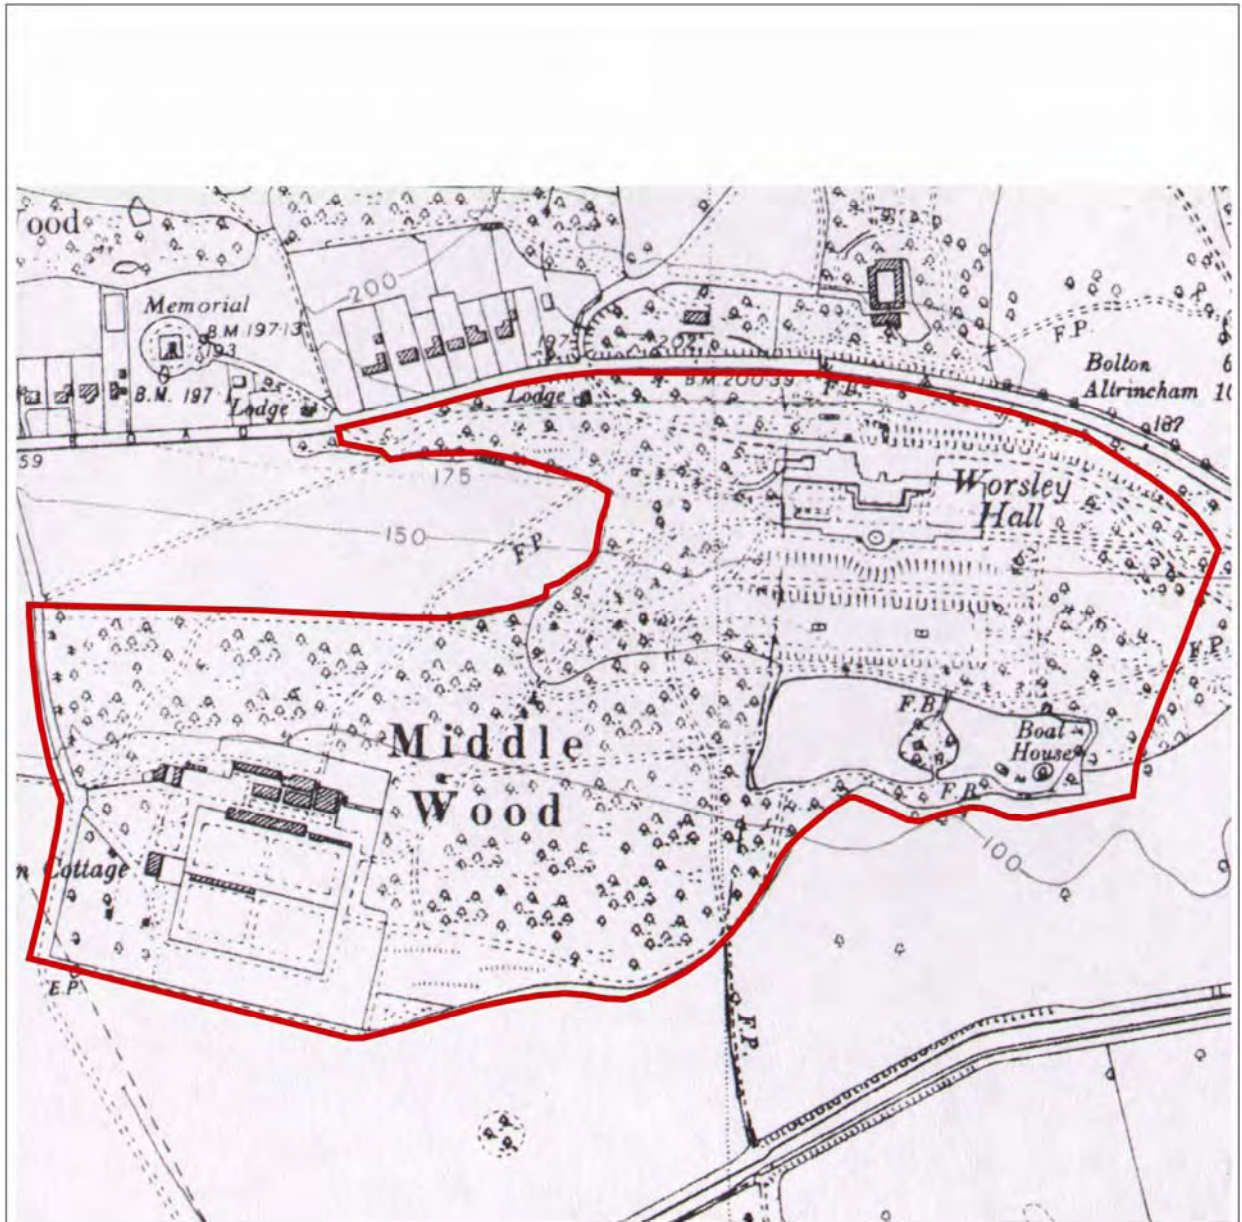 ood
Memorial
B.M 197·13
B.M. 197
Lodge
59
200
175
150
F.P.
197
202
B.M.200·39
Lodge
F.P.
Bolton 6
Altrincham 10
187
Worsley
Hall
F.P.
F.B.
Boat
House
F.B.
Middle
Wood
n Cottage
100
F.P.
F.P.